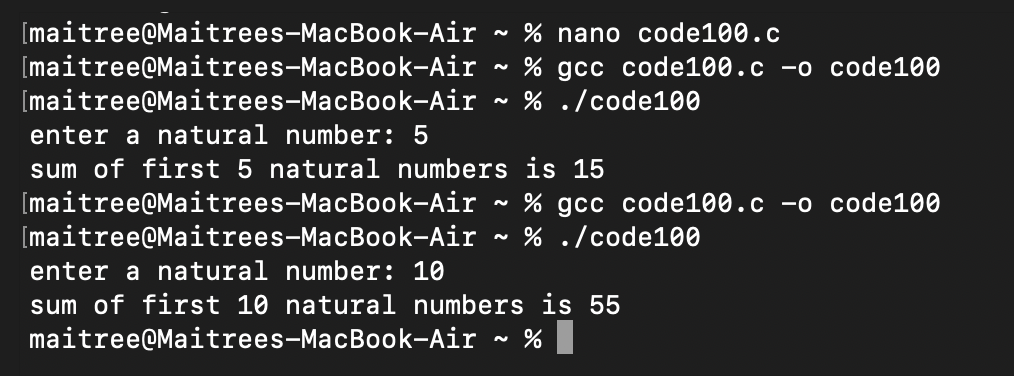 [maitree@Maitrees-MacBook-Air ~ % nano code100.c
[maitree@Maitrees-MacBook-Air ~ % gcc code100.c -o code100
[maitree@Maitrees-MacBook-Air ~ % ./code100
enter a natural number: 5
sum of first 5 natural numbers is 15
[maitree@Maitrees-MacBook-Air ~ % gcc code100.c -o code100
[maitree@Maitrees-MacBook-Air ~ % ./code100
enter a natural number: 10
sum of first 10 natural numbers is 55
maitree@Maitrees-MacBook-Air ~ %